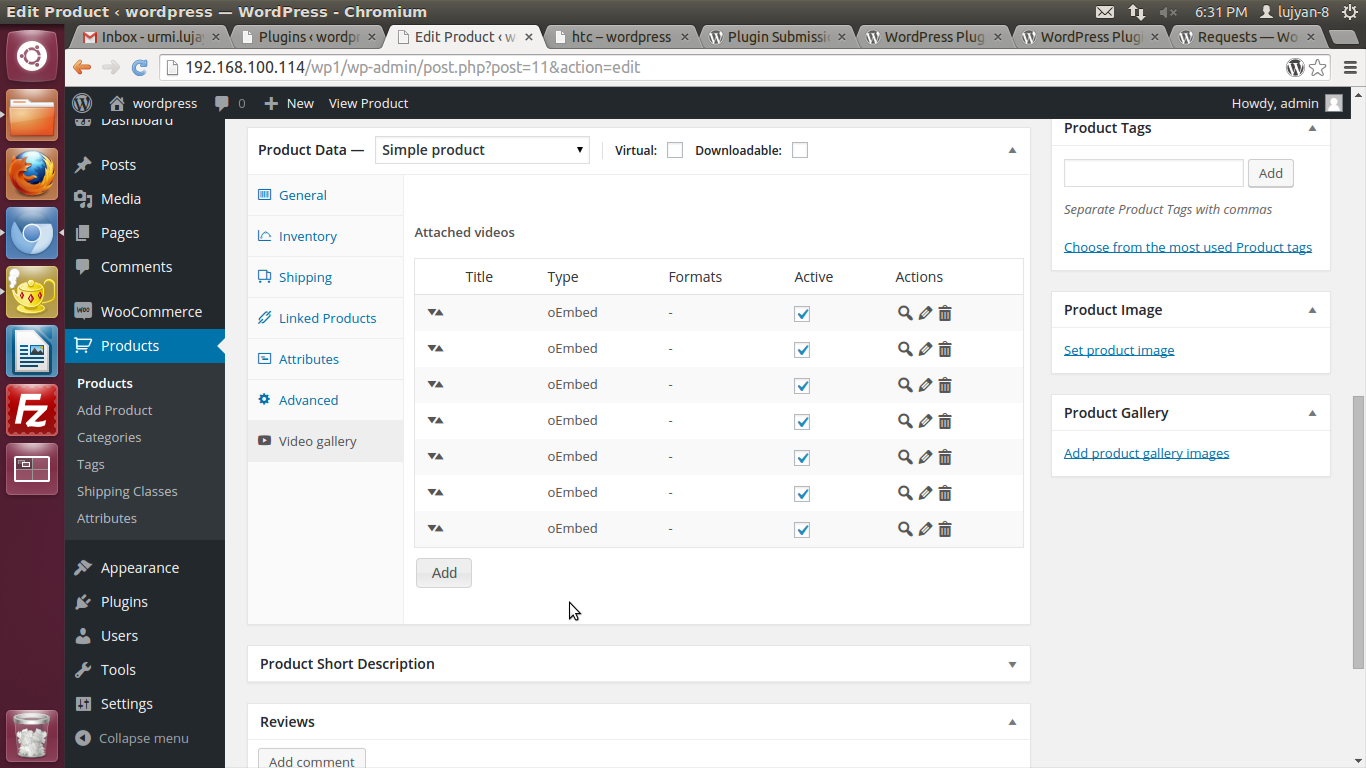 Edit Product ‹ wordpress — WordPress - Chromium
6:31 PM
lujyan-8
Inbox - urmi.luja
Plugins ‹ wordpr
Edit Product ‹ w
htc – wordpress
Plugin Submissi
WordPress Plug
WordPress Plug
Requests — Wo
192.168.100.114/wp1/wp-admin/post.php?post=11&action=edit
wordpress
0
New
View Product
Howdy, admin
Dashboard
Posts
Media
Pages
Comments
WooCommerce
Products
Products
Add Product
Categories
Tags
Shipping Classes
Attributes
Appearance
Plugins
Users
Tools
Settings
Collapse menu
Product Data —
Simple product
Virtual:
Downloadable:
General
Inventory
Shipping
Linked Products
Attributes
Advanced
Video gallery
Attached videos
Title Type Formats Active Actions
oEmbed -
oEmbed -
oEmbed -
oEmbed -
oEmbed -
oEmbed -
oEmbed -
Add
Product Short Description
Reviews
Add comment
Product Tags
Add
Separate Product Tags with commas
Choose from the most used Product tags
Product Image
Set product image
Product Gallery
Add product gallery images
Fz